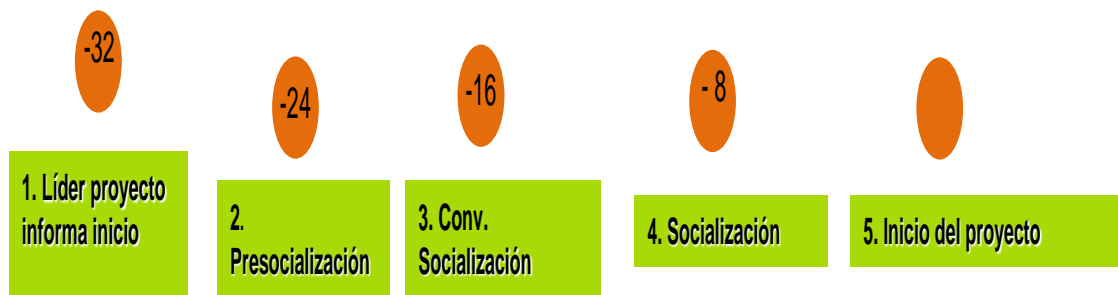 -32
-24
-16
- 8
1. Líder proyecto
informa inicio
2.
Presocialización
3. Conv.
Socialización
4. Socialización
5. Inicio del proyecto